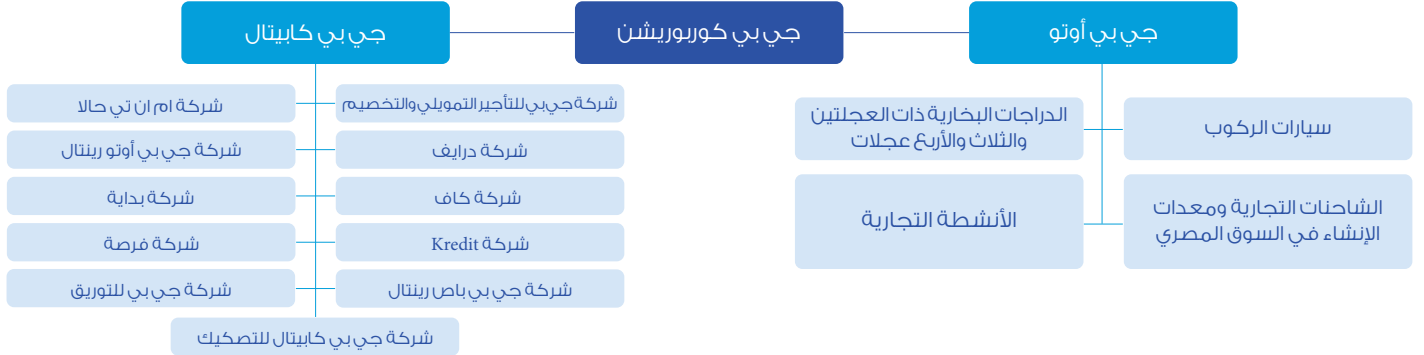 جي بي أوتو
جي بي كوربوريشن
جي بي كابيتال
سيارات الركوب
الدراجات البخارية ذات العجلتين
والثلاث والأربع عجلات
الشاحنات التجارية ومعدات
الإنشاء في السوق المصري
الأنشطة التجارية
شركة جي بي للتأجير التمويلي والتخصيم
شركة ام ان تي حالا
شركة درايف
شركة جي بي أوتو رينتال
شركة كاف
شركة بداية
شركة Kredit
شركة فرصة
شركة جي بي باص رينتال
شركة جي بي للتوريق
شركة جي بي كابيتال للتصكيك